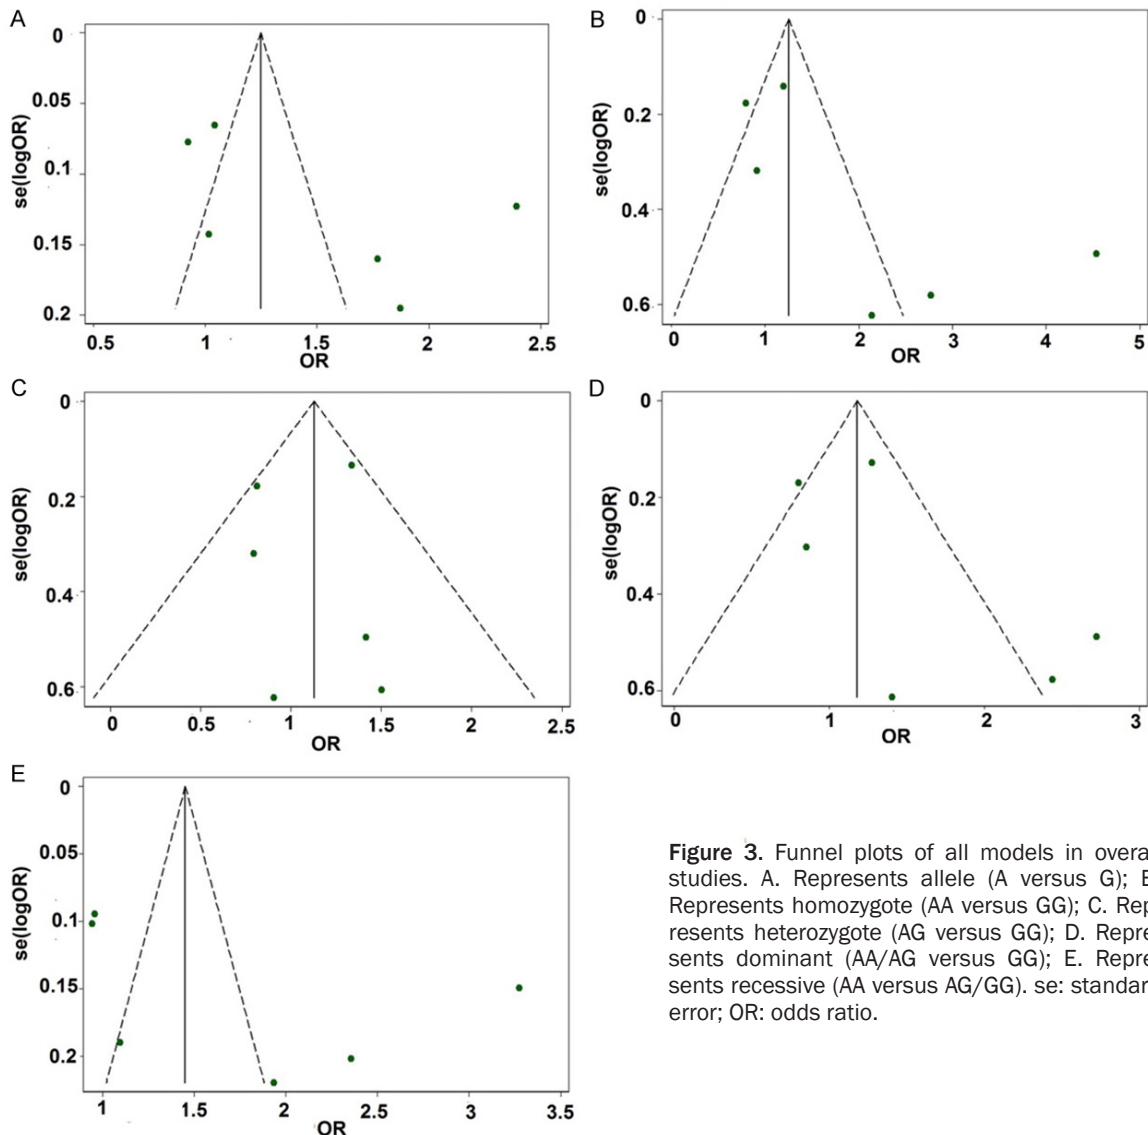 A
B
0
0.05
0.1
0.15
0.2
se(logOR)
0.5
1
1.5
2
2.5
OR
0
0.2
0.4
0.6
se(logOR)
0
1
2
3
4
5
OR
C
D
0
0.2
0.4
0.6
se(logOR)
0
0.5
1
1.5
2
2.5
OR
0
0.2
0.4
0.6
se(logOR)
0
1
2
3
OR
E
0
0.05
0.1
0.15
0.2
se(logOR)
1
1.5
2
2.5
3
3.5
OR
Figure 3. Funnel plots of all models in overa
studies. A. Represents allele (A versus G);
Represents homozygote (AA versus GG); C. Rep
resents heterozygote (AG versus GG); D. Repre
sents dominant (AA/AG versus GG); E. Repre
sents recessive (AA versus AG/GG). se: standar
error; OR: odds ratio.